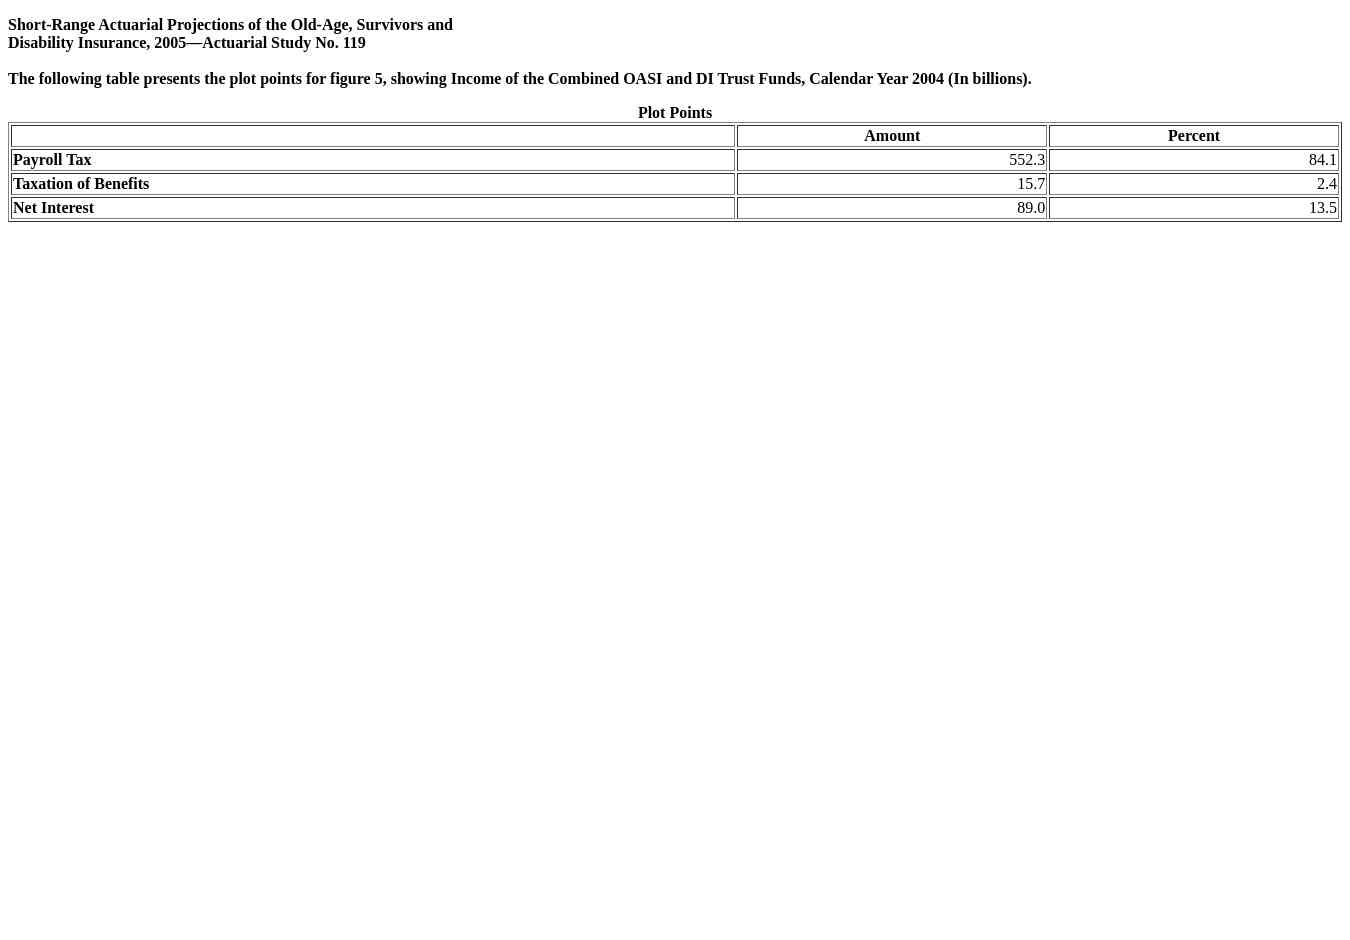 Short-Range Actuarial Projections of the Old-Age, Survivors and
Disability Insurance, 2005—Actuarial Study No. 119
The following table presents the plot points for figure 5, showing Income of the Combined OASI and DI Trust Funds, Calendar Year 2004 (In billions).
Plot Points
Amount Percent
Payroll Tax 552.3 84.1
Taxation of Benefits 15.7 2.4
Net Interest 89.0 13.5